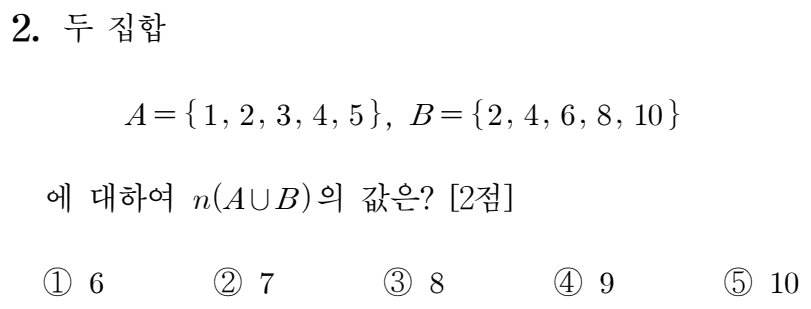 2. 두 집합
A={1, 2, 3, 4, 5}, B={2, 4, 6, 8, 10}
에 대하여 n(A∪B)의 값은? [2점]
① 6 ② 7 ③ 8 ④ 9 ⑤ 10